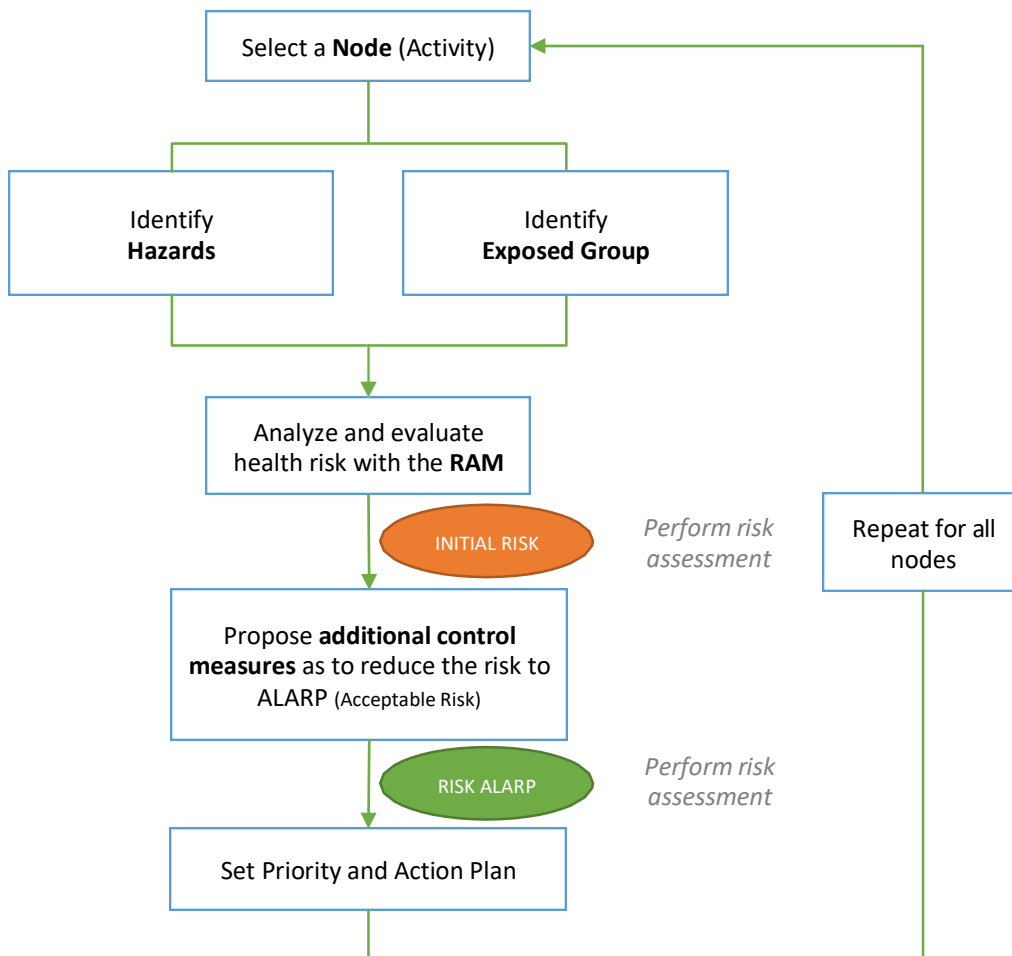 Select a Node (Activity)
Identify
Hazards
Identify
Exposed Group
Analyze and evaluate
health risk with the RAM
INITIAL RISK
Perform risk
assessment
Repeat for all
nodes
Propose additional control
measures as to reduce the risk to
ALARP (Acceptable Risk)
RISK ALARP
Perform risk
assessment
Set Priority and Action Plan